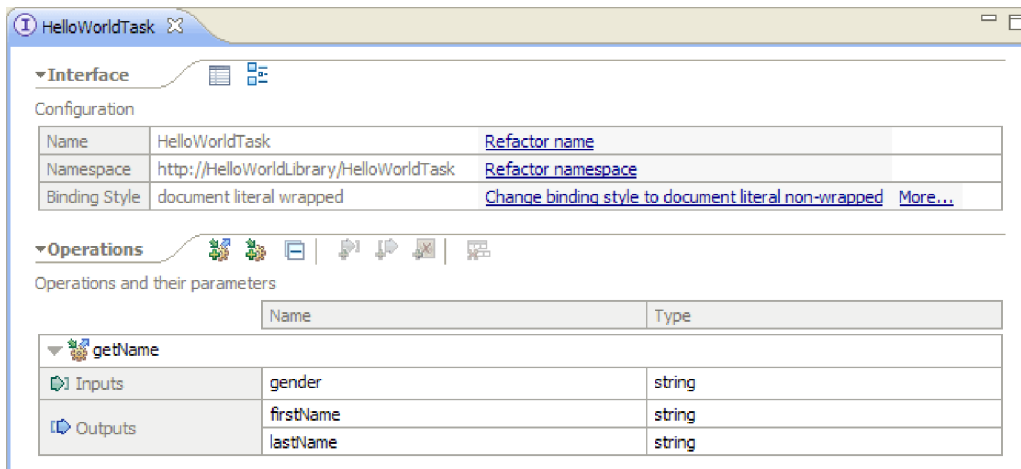 HelloWorldTask
Interface
Configuration
Name HelloWorldTask Refactor name
Namespace http://HelloWorldLibrary/HelloWorldTask Refactor namespace
Binding Style document literal wrapped Change binding style to document literal non-wrapped More...
Operations
Operations and their parameters
Name Type
getName
Inputs gender string
Outputs firstName string
lastName string